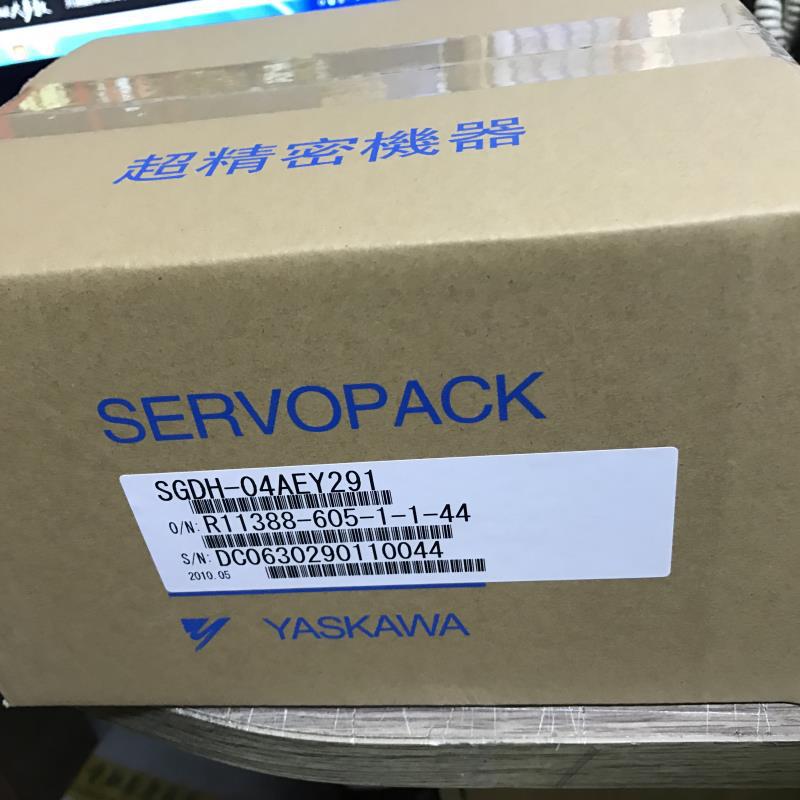 超精密機器
SERVOPACK
SGDH-04AEY291
O/N: R11388-605-1-1-44
S/N: DC0630290110044
2010.05
YASKAWA